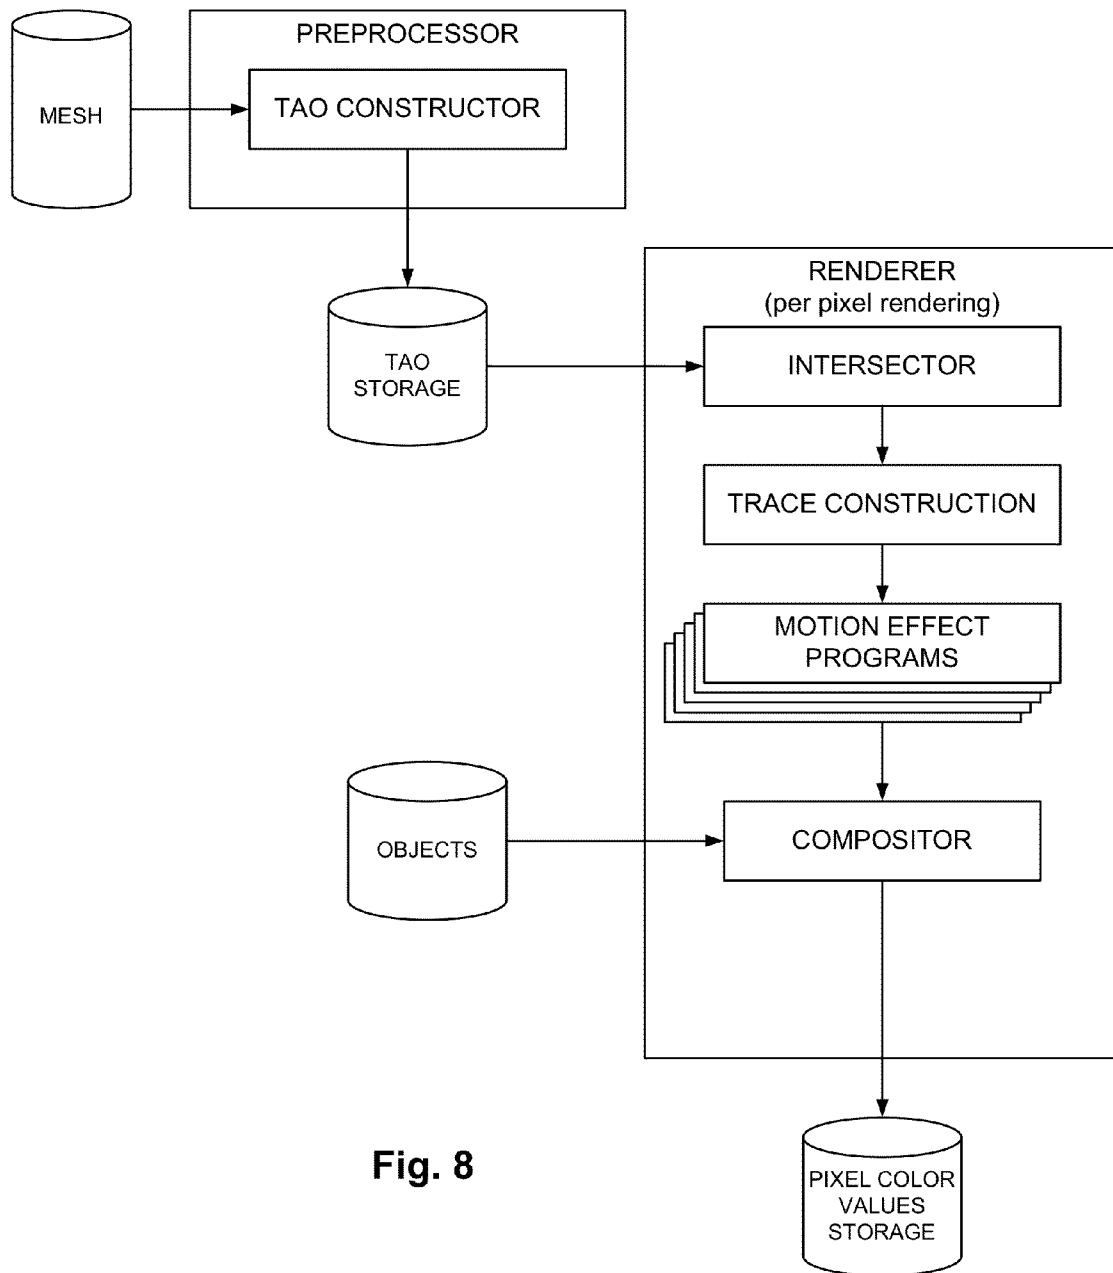 PREPROCESSOR
MESH
TAO CONSTRUCTOR
RENDERER
(per pixel rendering)
TAO
STORAGE
INTERSECTOR
TRACE CONSTRUCTION
MOTION EFFECT
PROGRAMS
OBJECTS
COMPOSITOR
Fig. 8
PIXEL COLOR
VALUES
STORAGE